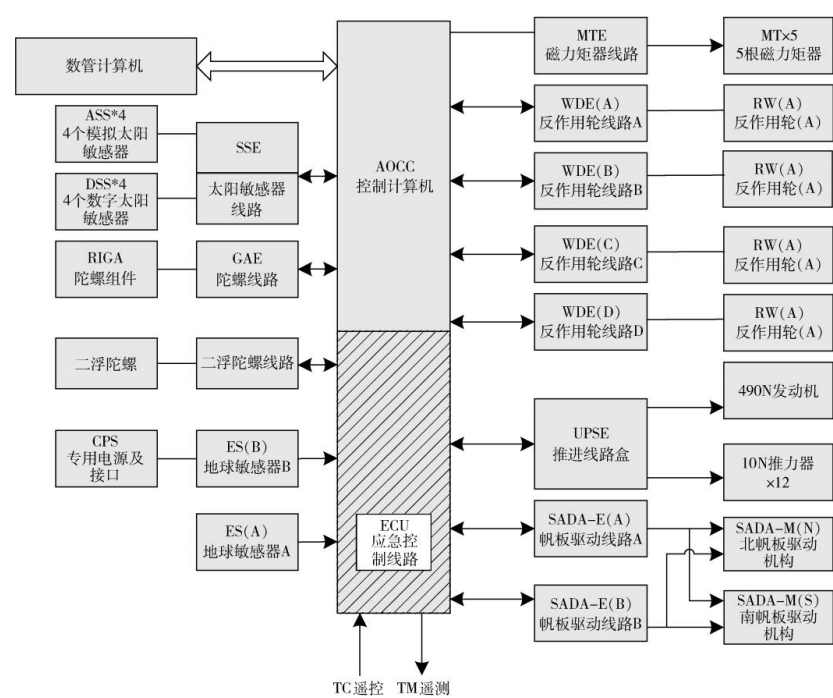 数管计算机
ASS*4
4个模拟太阳
敏感器
DSS*4
4个数字太阳
敏感器
SSE
太阳敏感器
线路
RIGA
陀螺组件
GAE
陀螺线路
二浮陀螺
二浮陀螺线路
CPS
专用电源及
接口
ES(B)
地球敏感器B
ES(A)
地球敏感器A
AOCC
控制计算机
ECU
应急控
制线路
TC遥控
TM遥测
MTE
磁力矩器线路
MT×5
5根磁力矩器
WDE(A)
反作用轮线路A
RW(A)
反作用轮(A)
WDE(B)
反作用轮线路B
RW(A)
反作用轮(A)
WDE(C)
反作用轮线路C
RW(A)
反作用轮(A)
WDE(D)
反作用轮线路D
RW(A)
反作用轮(A)
UPSE
推进线路盒
490N发动机
10N推力器
×12
SADA-E(A)
帆板驱动线路A
SADA-M(N)
北帆板驱动
机构
SADA-E(B)
帆板驱动线路B
SADA-M(S)
南帆板驱动
机构